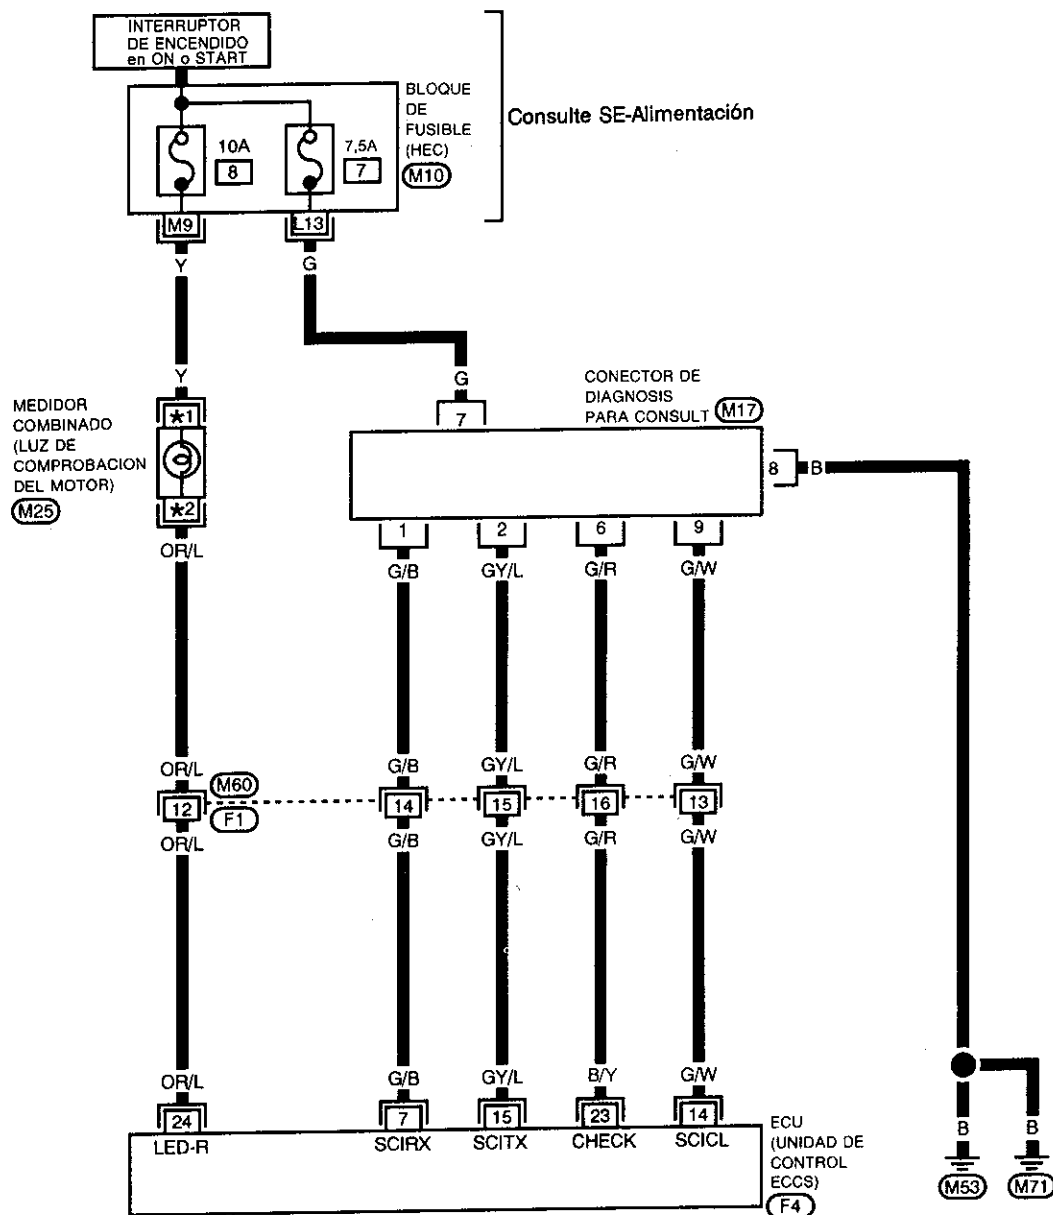 INTERRUPTOR
DE ENCENDIDO
en ON o START
BLOQUE
DE
FUSIBLE
(HEC)
M10
Consulte SE-Alimentación
10A
8
7,5A
7
M9
L13
Y
G
Y
G
7
CONECTOR DE
DIAGNOSIS
PARA CONSULT
M17
MEDIDOR
COMBINADO
(LUZ DE
COMPROBACION
DEL MOTOR)
M25
★1
★2
8
B
1
2
6
9
OR/L
G/B
GY/L
G/R
G/W
OR/L
G/B
GY/L
G/R
G/W
M60
12
14
15
16
13
F1
OR/L
G/B
GY/L
G/R
G/W
OR/L
G/B
GY/L
B/Y
G/W
24
7
15
23
14
LED-R
SCIRX
SCITX
CHECK
SCICL
ECU
(UNIDAD DE
CONTROL
ECCS)
F4
B
B
M53
M71